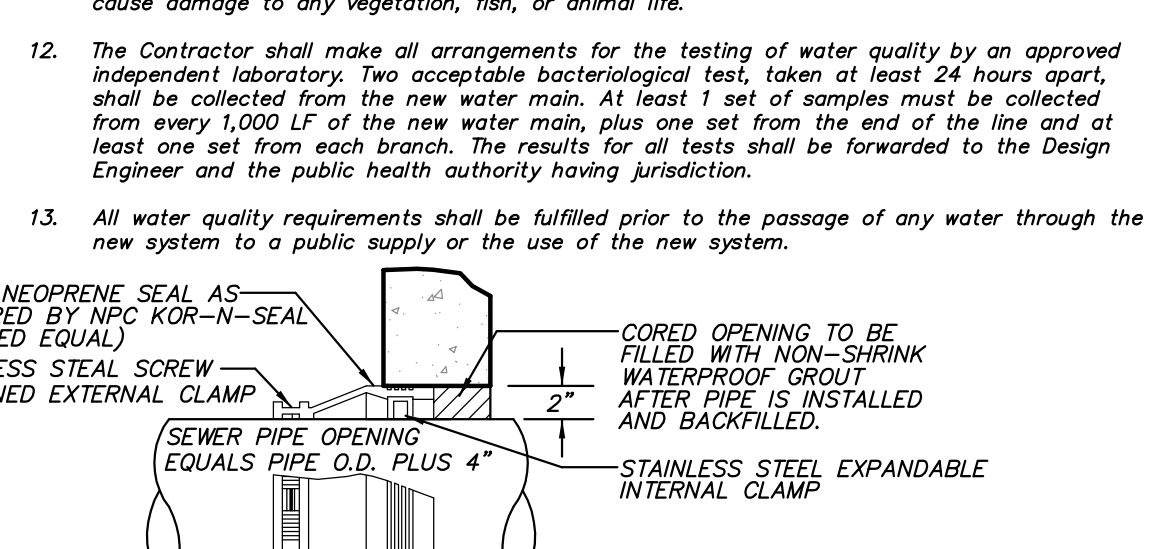 cause damage to any vegetation, fish, or animal life.
12. The Contractor shall make all arrangements for the testing of water quality by an approved
independent laboratory. Two acceptable bacteriological test, taken at least 24 hours apart,
shall be collected from the new water main. At least 1 set of samples must be collected
from every 1,000 LF of the new water main, plus one set from the end of the line and at
least one set from each branch. The results for all tests shall be forwarded to the Design
Engineer and the public health authority having jurisdiction.
13. All water quality requirements shall be fulfilled prior to the passage of any water through the
new system to a public supply or the use of the new system.
NEOPRENE SEAL AS
BY NPC KOR-N-SEAL
EQUAL)
STEAL SCREW
EXTERNAL CLAMP
CORED OPENING TO BE
FILLED WITH NON-SHRINK
WATERPROOF GROUT
AFTER PIPE IS INSTALLED
AND BACKFILLED.
2"
SEWER PIPE OPENING
EQUALS PIPE O.D. PLUS 4"
STAINLESS STEEL EXPANDABLE
INTERNAL CLAMP